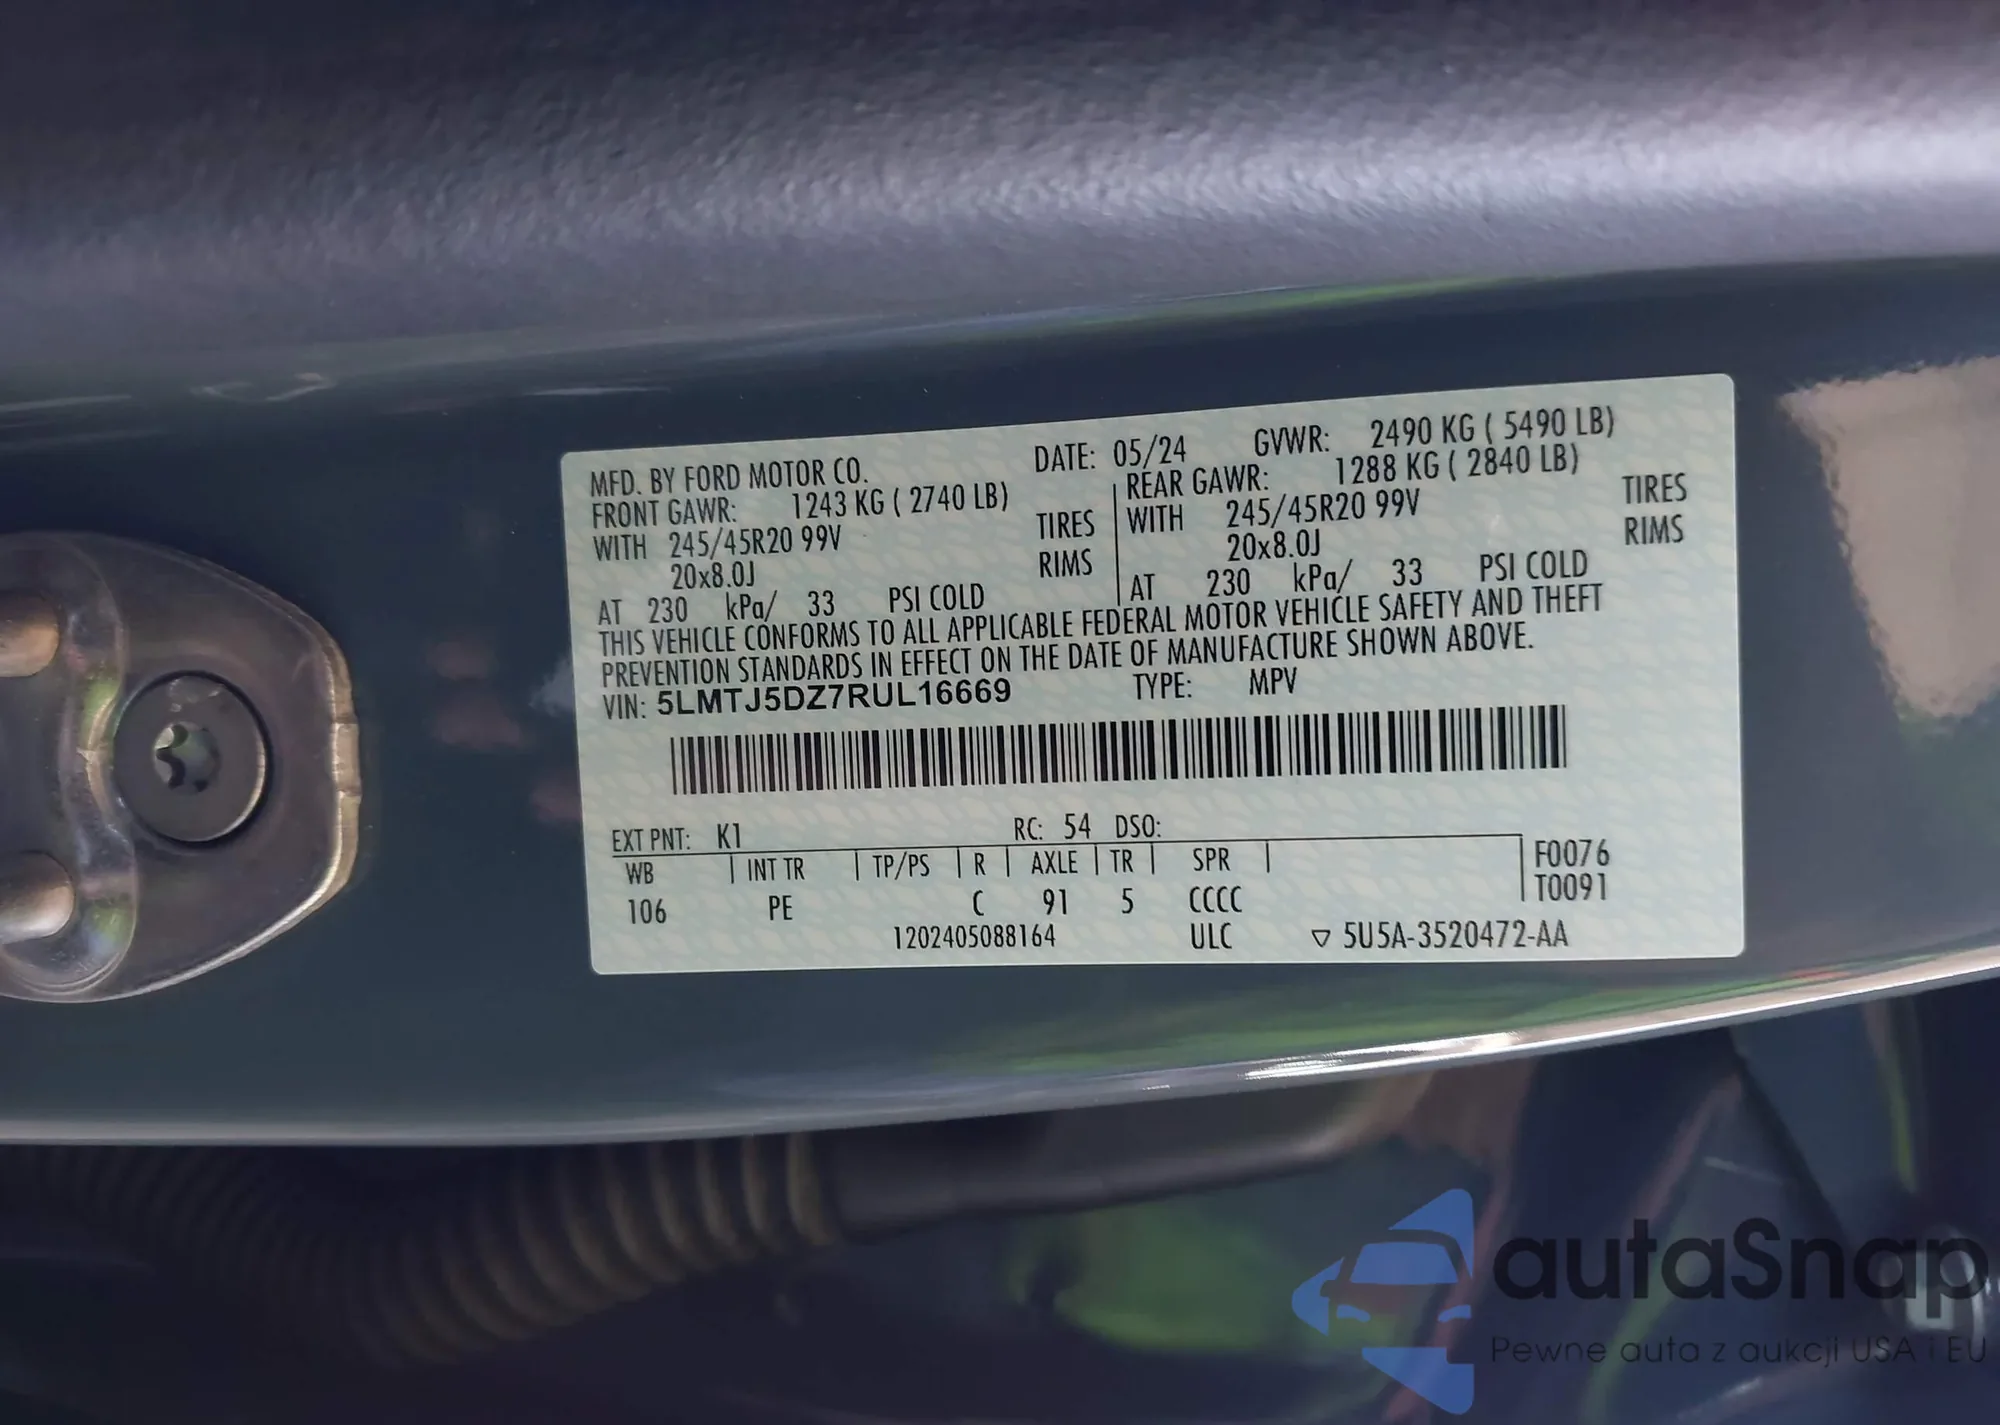 MFD. BY FORD MOTOR CO. DATE: 05/24 GVWR: 2490 KG ( 5490 LB)
FRONT GAWR: 1243 KG ( 2740 LB) REAR GAWR: 1288 KG ( 2840 LB)
WITH 245/45R20 99V TIRES WITH 245/45R20 99V TIRES
20x8.0J RIMS 20x8.0J RIMS
AT 230 kPa/ 33 PSI COLD AT 230 kPa/ 33 PSI COLD
THIS VEHICLE CONFORMS TO ALL APPLICABLE FEDERAL MOTOR VEHICLE SAFETY AND THEFT
PREVENTION STANDARDS IN EFFECT ON THE DATE OF MANUFACTURE SHOWN ABOVE.
VIN: 5LMTJ5DZ7RUL16669 TYPE: MPV
EXT PNT: K1 RC: 54 DSO:
WB INT TR TP/PS R AXLE TR SPR F0076
106 PE C 91 5 CCCC T0091
1202405088164 ULC ▽ 5U5A-3520472-AA
autaSnap
Pewne auta z aukcji USA i EU